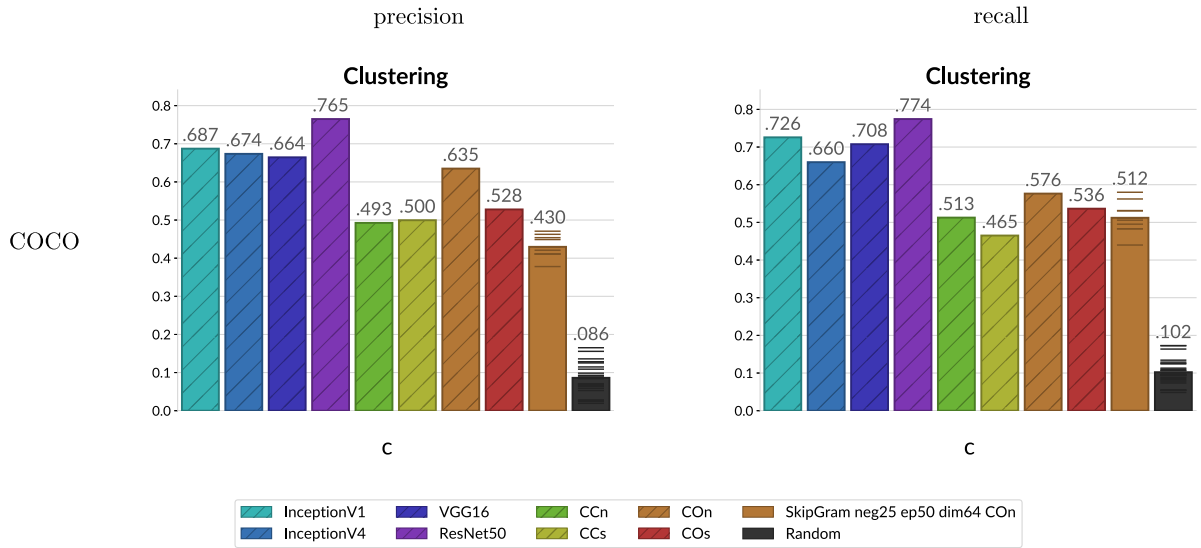 precision
recall
COCO
Clustering
0.8
0.7
0.6
0.5
0.4
0.3
0.2
0.1
0.0
.687
.674
.664
.765
.493
.500
.635
.528
.430
.086
c
Clustering
0.8
0.7
0.6
0.5
0.4
0.3
0.2
0.1
0.0
.726
.660
.708
.774
.513
.465
.576
.536
.512
.102
c
InceptionV1
InceptionV4
VGG16
ResNet50
CCn
CCs
COn
COs
SkipGram neg25 ep50 dim64 COn
Random